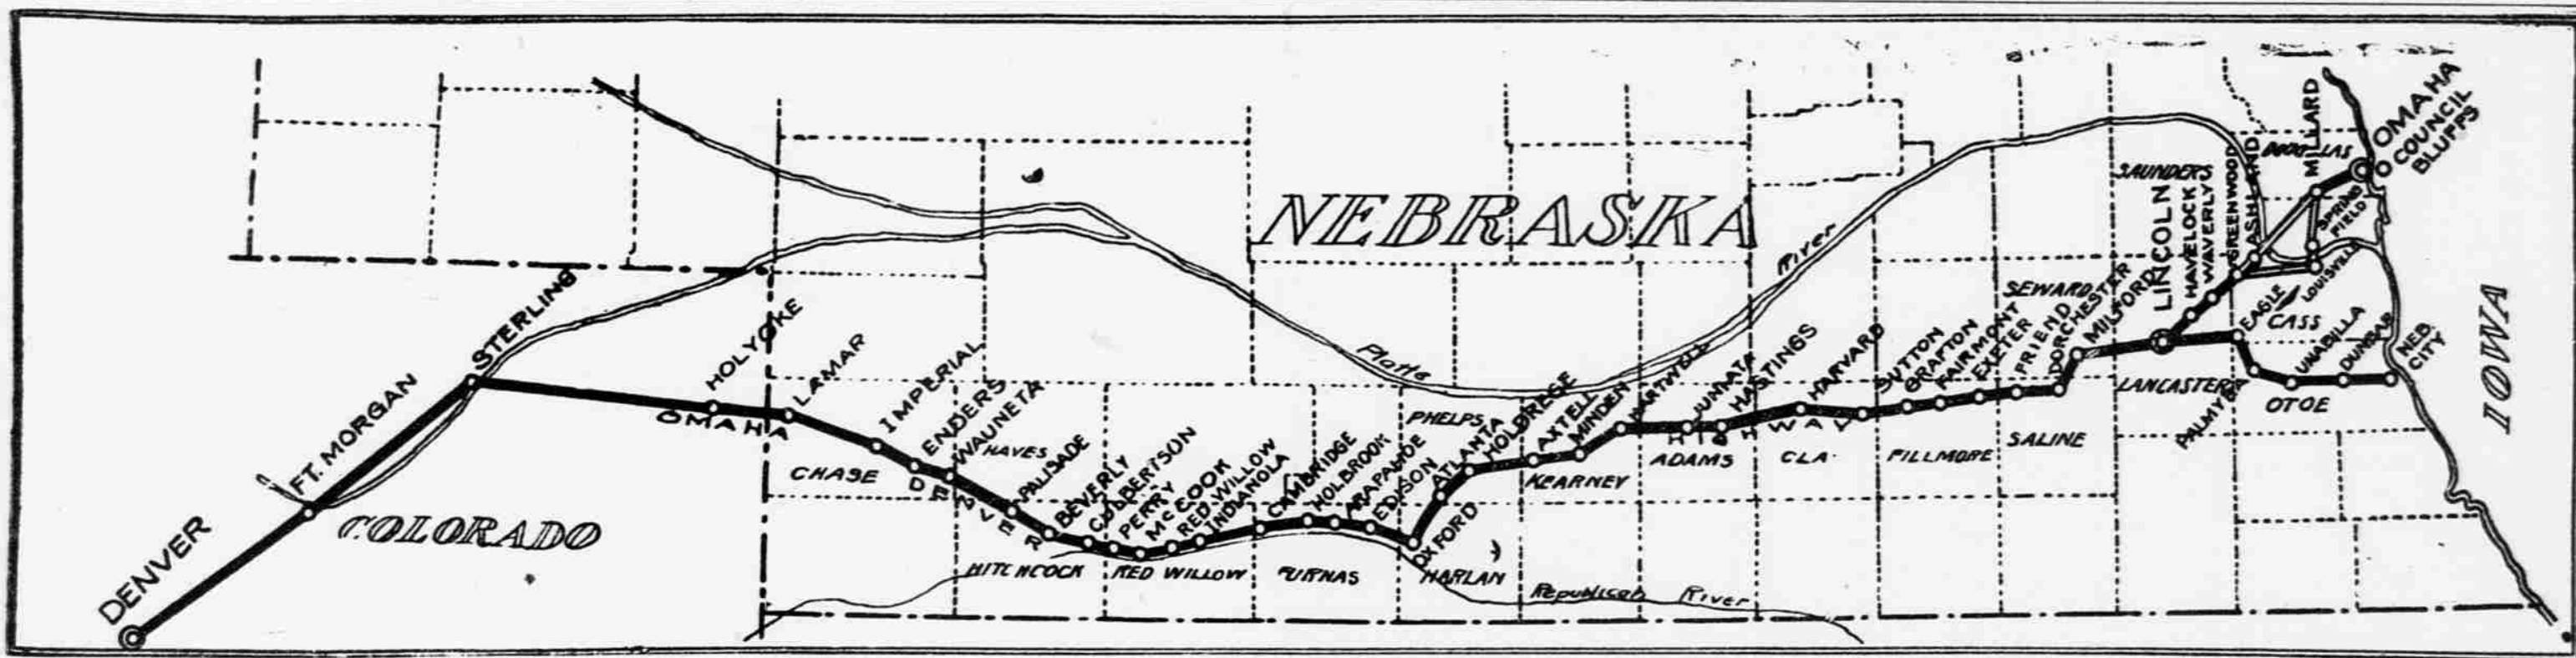 NEBRASKA
COLORADO
IOWA
DENVER
FT. MORGAN
STERLING
HOLYOKE
LAMAR
IMPERIAL
ENDERS
WAUNETA
PALISADE
BEVERLY
CULBERTSON
PERRY
McCOOK
RED WILLOW
INDIANOLA
CAMBRIDGE
HOLBROOK
ARAPAHOE
EDISON
OXFORD
ATLANTA
HOLDREGE
AXTELL
MINDEN
HARTWELL
JUNIATA
HASTINGS
HARVARD
SUTTON
GRAFTON
FAIRMONT
EXETER
FRIEND
DORCHESTER
MILFORD
LINCOLN
HAVELOCK
WAVERLY
GREENWOOD
ASHLAND
MILLARD
SPRING
FIELD
LOUISVILLE
OMAHA
COUNCIL
BLUFFS
EAGLE
PALMYRA
UNADILLA
DUNBAR
NEB.
CITY
OMAHA
DENVER
HIGHWAY
CHASE
HAYES
HITCHCOCK
RED WILLOW
FURNAS
HARLAN
PHELPS
KEARNEY
ADAMS
CLA
FILLMORE
SALINE
SEWARD
LANCASTER
SAUNDERS
DOUGLAS
CASS
OTOE
Platte
River
Republican River